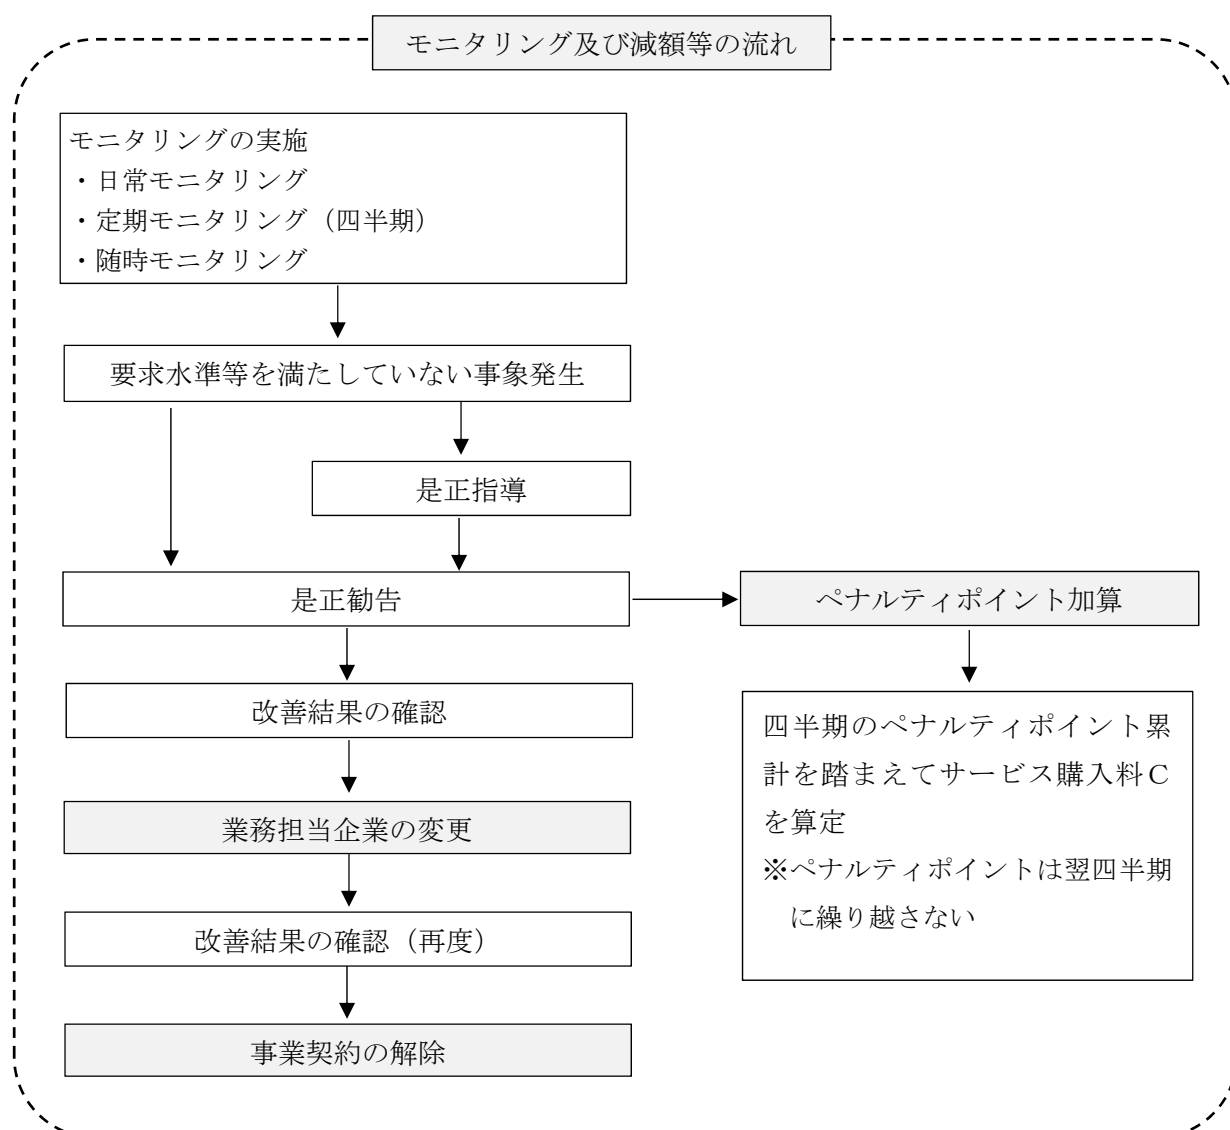 モニタリング及び減額等の流れ
モニタリングの実施
・日常モニタリング
・定期モニタリング（四半期）
・随時モニタリング
要求水準等を満たしていない事象発生
是正指導
是正勧告
ペナルティポイント加算
改善結果の確認
四半期のペナルティポイント累
計を踏まえてサービス購入料Ｃ
を算定
※ペナルティポイントは翌四半期
に繰り越さない
業務担当企業の変更
改善結果の確認（再度）
事業契約の解除